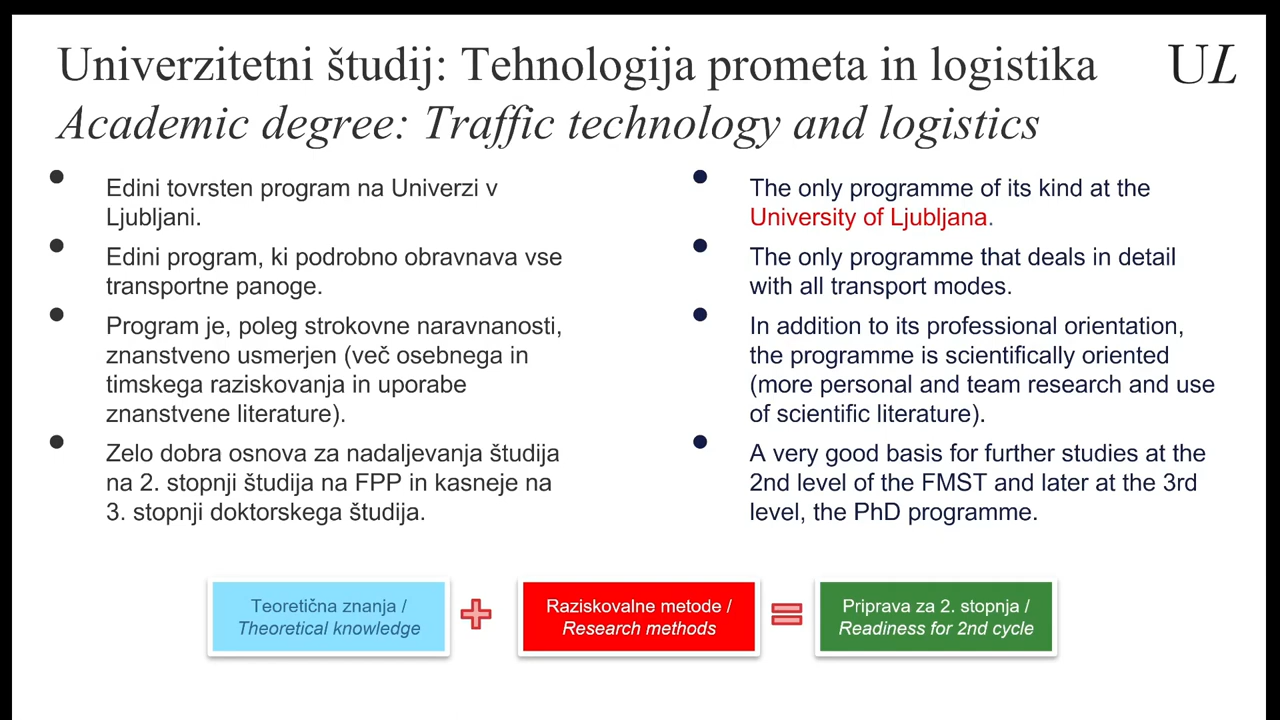 Univerzitetni študij: Tehnologija prometa in logistika
UL
Academic degree: Traffic technology and logistics
Edini tovrsten program na Univerzi v
Ljubljani.
Edini program, ki podrobno obravnava vse
transportne panoge.
Program je, poleg strokovne naravnanosti,
znanstveno usmerjen (več osebnega in
timskega raziskovanja in uporabe
znanstvene literature).
Zelo dobra osnova za nadaljevanja študija
na 2. stopnji študija na FPP in kasneje na
3. stopnji doktorskega študija.
The only programme of its kind at the
University of Ljubljana.
The only programme that deals in detail
with all transport modes.
In addition to its professional orientation,
the programme is scientifically oriented
(more personal and team research and use
of scientific literature).
A very good basis for further studies at the
2nd level of the FMST and later at the 3rd
level, the PhD programme.
Teoretična znanja /
Theoretical knowledge
Raziskovalne metode /
Research methods
Priprava za 2. stopnja /
Readiness for 2nd cycle